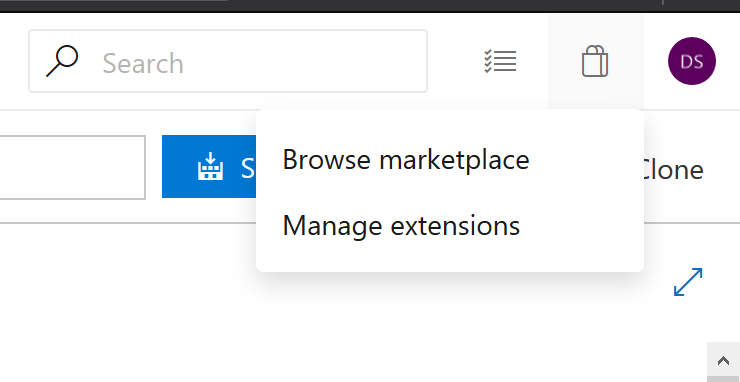 Search
DS
Browse marketplace
S
Clone
Manage extensions